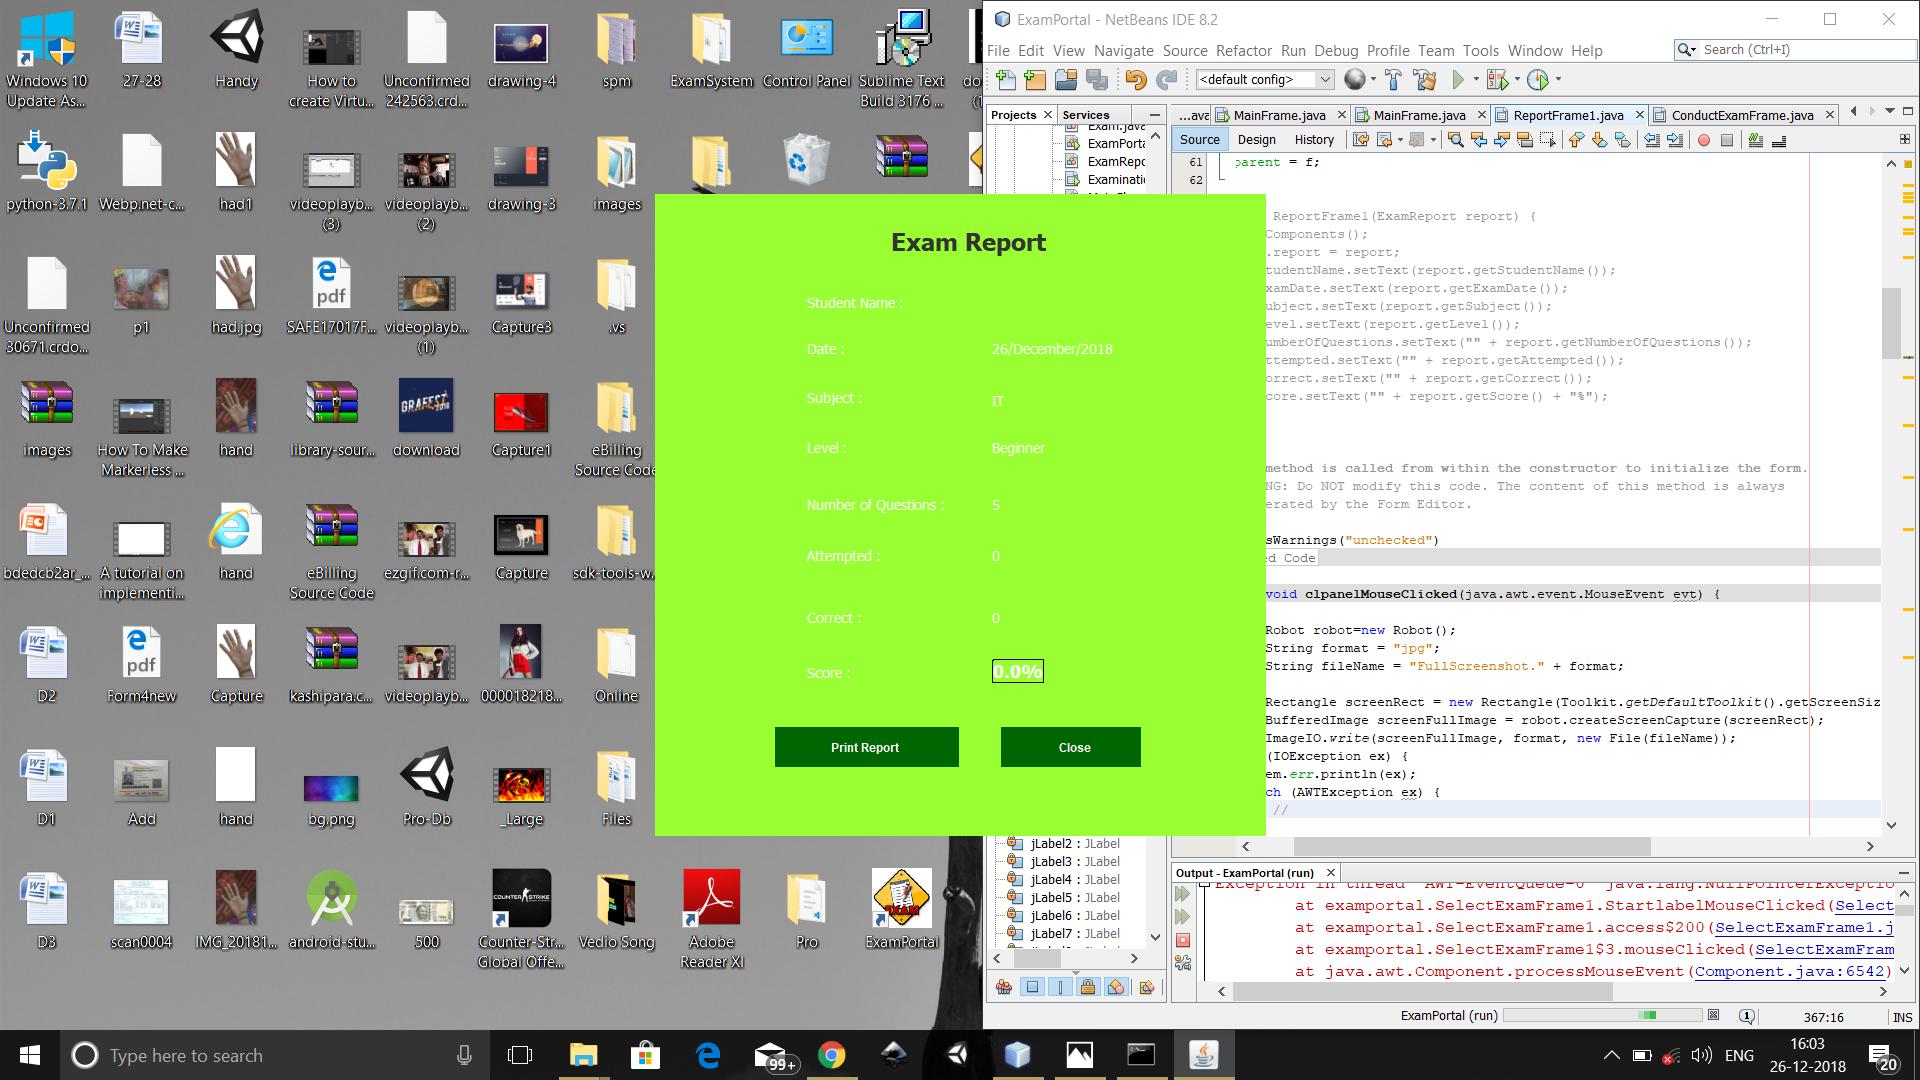 Windows 10
Update As...
27-28
Handy
How to
create Virtu...
Unconfirmed
242563.crd...
drawing-4
spm
ExamSystem
Control Panel
Sublime Text
Build 3176 ...
python-3.7.1
Webp.net-c...
had1
videoplayb...
(3)
videoplayb...
(2)
drawing-3
images
Unconfirmed
30671.crdo...
p1
had.jpg
SAFE17017F...
videoplayb...
(1)
Capture3
.vs
images
How To Make
Markerless ...
hand
library-sour...
download
Capture1
eBilling
Source Code
bdedcb2ar_...
A tutorial on
implementi...
hand
eBilling
Source Code
ezgif.com-r...
Capture
sdk-tools-w...
D2
Form4new
Capture
kashipara.c...
videoplayb...
000018218...
Online
D1
Add
hand
bg.png
Pro-Db
_Large
Files
D3
scan0004
IMG_20181...
android-stu...
500
Counter-Str...
Global Offe...
Vedio Song
Adobe
Reader XI
Pro
ExamPortal
Exam Report
Student Name :
Date : 26/December/2018
Subject : IT
Level : Beginner
Number of Questions : 5
Attempted : 0
Correct : 0
Score : 0.0%
Print Report Close
ExamPortal - NetBeans IDE 8.2
File Edit View Navigate Source Refactor Run Debug Profile Team Tools Window Help
Search (Ctrl+I)
<default config>
Projects Services
...ava MainFrame.java MainFrame.java ReportFrame1.java ConductExamFrame.java
Source Design History
Exam.java
ExamPorta
ExamRepo
Examinatio
61 parent = f;
62
ReportFrame1(ExamReport report) {
Components();
.report = report;
tudentName.setText(report.getStudentName());
xamDate.setText(report.getExamDate());
ubject.setText(report.getSubject());
evel.setText(report.getLevel());
umberOfQuestions.setText("" + report.getNumberOfQuestions());
ttempted.setText("" + report.getAttempted());
orrect.setText("" + report.getCorrect());
core.setText("" + report.getScore() + "%");
method is called from within the constructor to initialize the form.
NG: Do NOT modify this code. The content of this method is always
erated by the Form Editor.
sWarnings("unchecked")
ed Code
void clpanelMouseClicked(java.awt.event.MouseEvent evt) {
Robot robot=new Robot();
String format = "jpg";
String fileName = "FullScreenshot." + format;
Rectangle screenRect = new Rectangle(Toolkit.getDefaultToolkit().getScreenSiz
BufferedImage screenFullImage = robot.createScreenCapture(screenRect);
ImageIO.write(screenFullImage, format, new File(fileName));
(IOException ex) {
em.err.println(ex);
ch (AWTException ex) {
//
jLabel2 : JLabel
jLabel3 : JLabel
jLabel4 : JLabel
jLabel5 : JLabel
jLabel6 : JLabel
jLabel7 : JLabel
Output - ExamPortal (run)
Exception in thread "AWT-EventQueue-0" java.lang.NullPointerExceptio
at examportal.SelectExamFrame1.StartlabelMouseClicked(Select
at examportal.SelectExamFrame1.access$200(SelectExamFrame1.j
at examportal.SelectExamFrame1$3.mouseClicked(SelectExamFram
at java.awt.Component.processMouseEvent(Component.java:6542)
ExamPortal (run)
367:16 INS
Type here to search
99+
ENG
16:03
26-12-2018
20